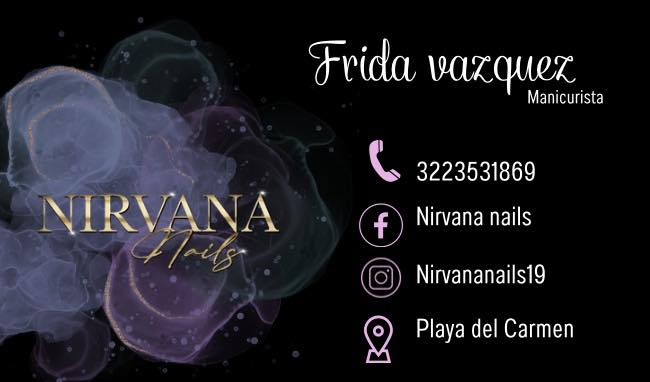 NIRVANA
Nails
Frida vazquez
Manicurista
3223531869
Nirvana nails
Nirvananails19
Playa del Carmen